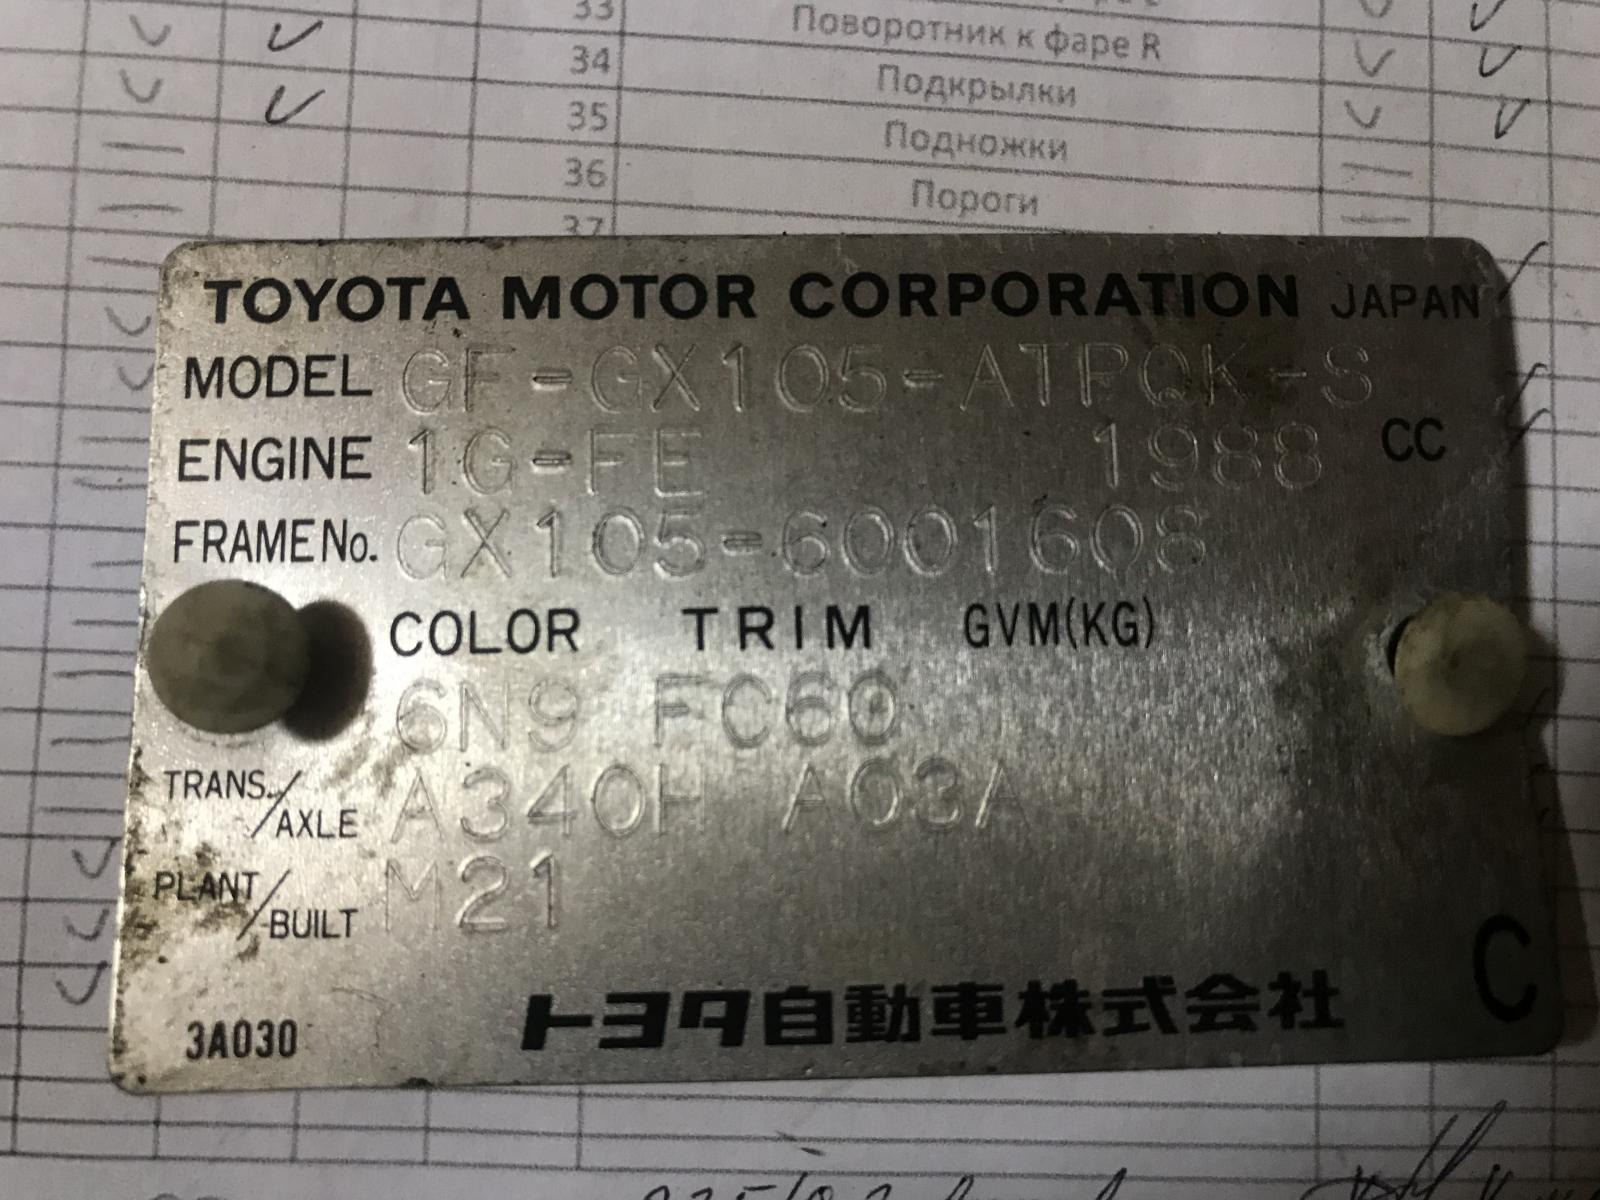 33
Поворотник к фаре R
34
Подкрылки
35
Подножки
36
Пороги
37
TOYOTA MOTOR CORPORATION JAPAN
MODEL GF-GX105-ATPQK-S
ENGINE 1G-FE 1988 CC
FRAME No. GX105-6001608
COLOR TRIM GVM(KG)
6N9 FC60
TRANS./AXLE A340H A03A
PLANT/BUILT M21
トヨタ自動車株式会社
3A030
C